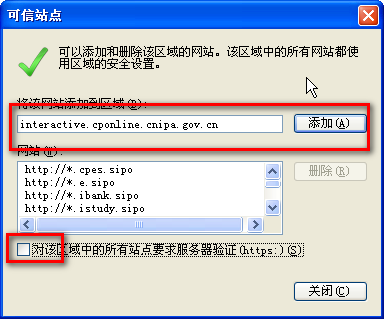 可信站点
可以添加和删除该区域的网站。该区域中的所有网站都使
用区域的安全设置。
将该网站添加到区域(D):
interactive.cponline.cnipa.gov.cn
添加(A)
网站(W):
http://*.cpes.sipo
http://*.e.sipo
http://*.ibank.sipo
http://*.istudy.sipo
删除(R)
对该区域中的所有站点要求服务器验证(https:)(S)
关闭(C)